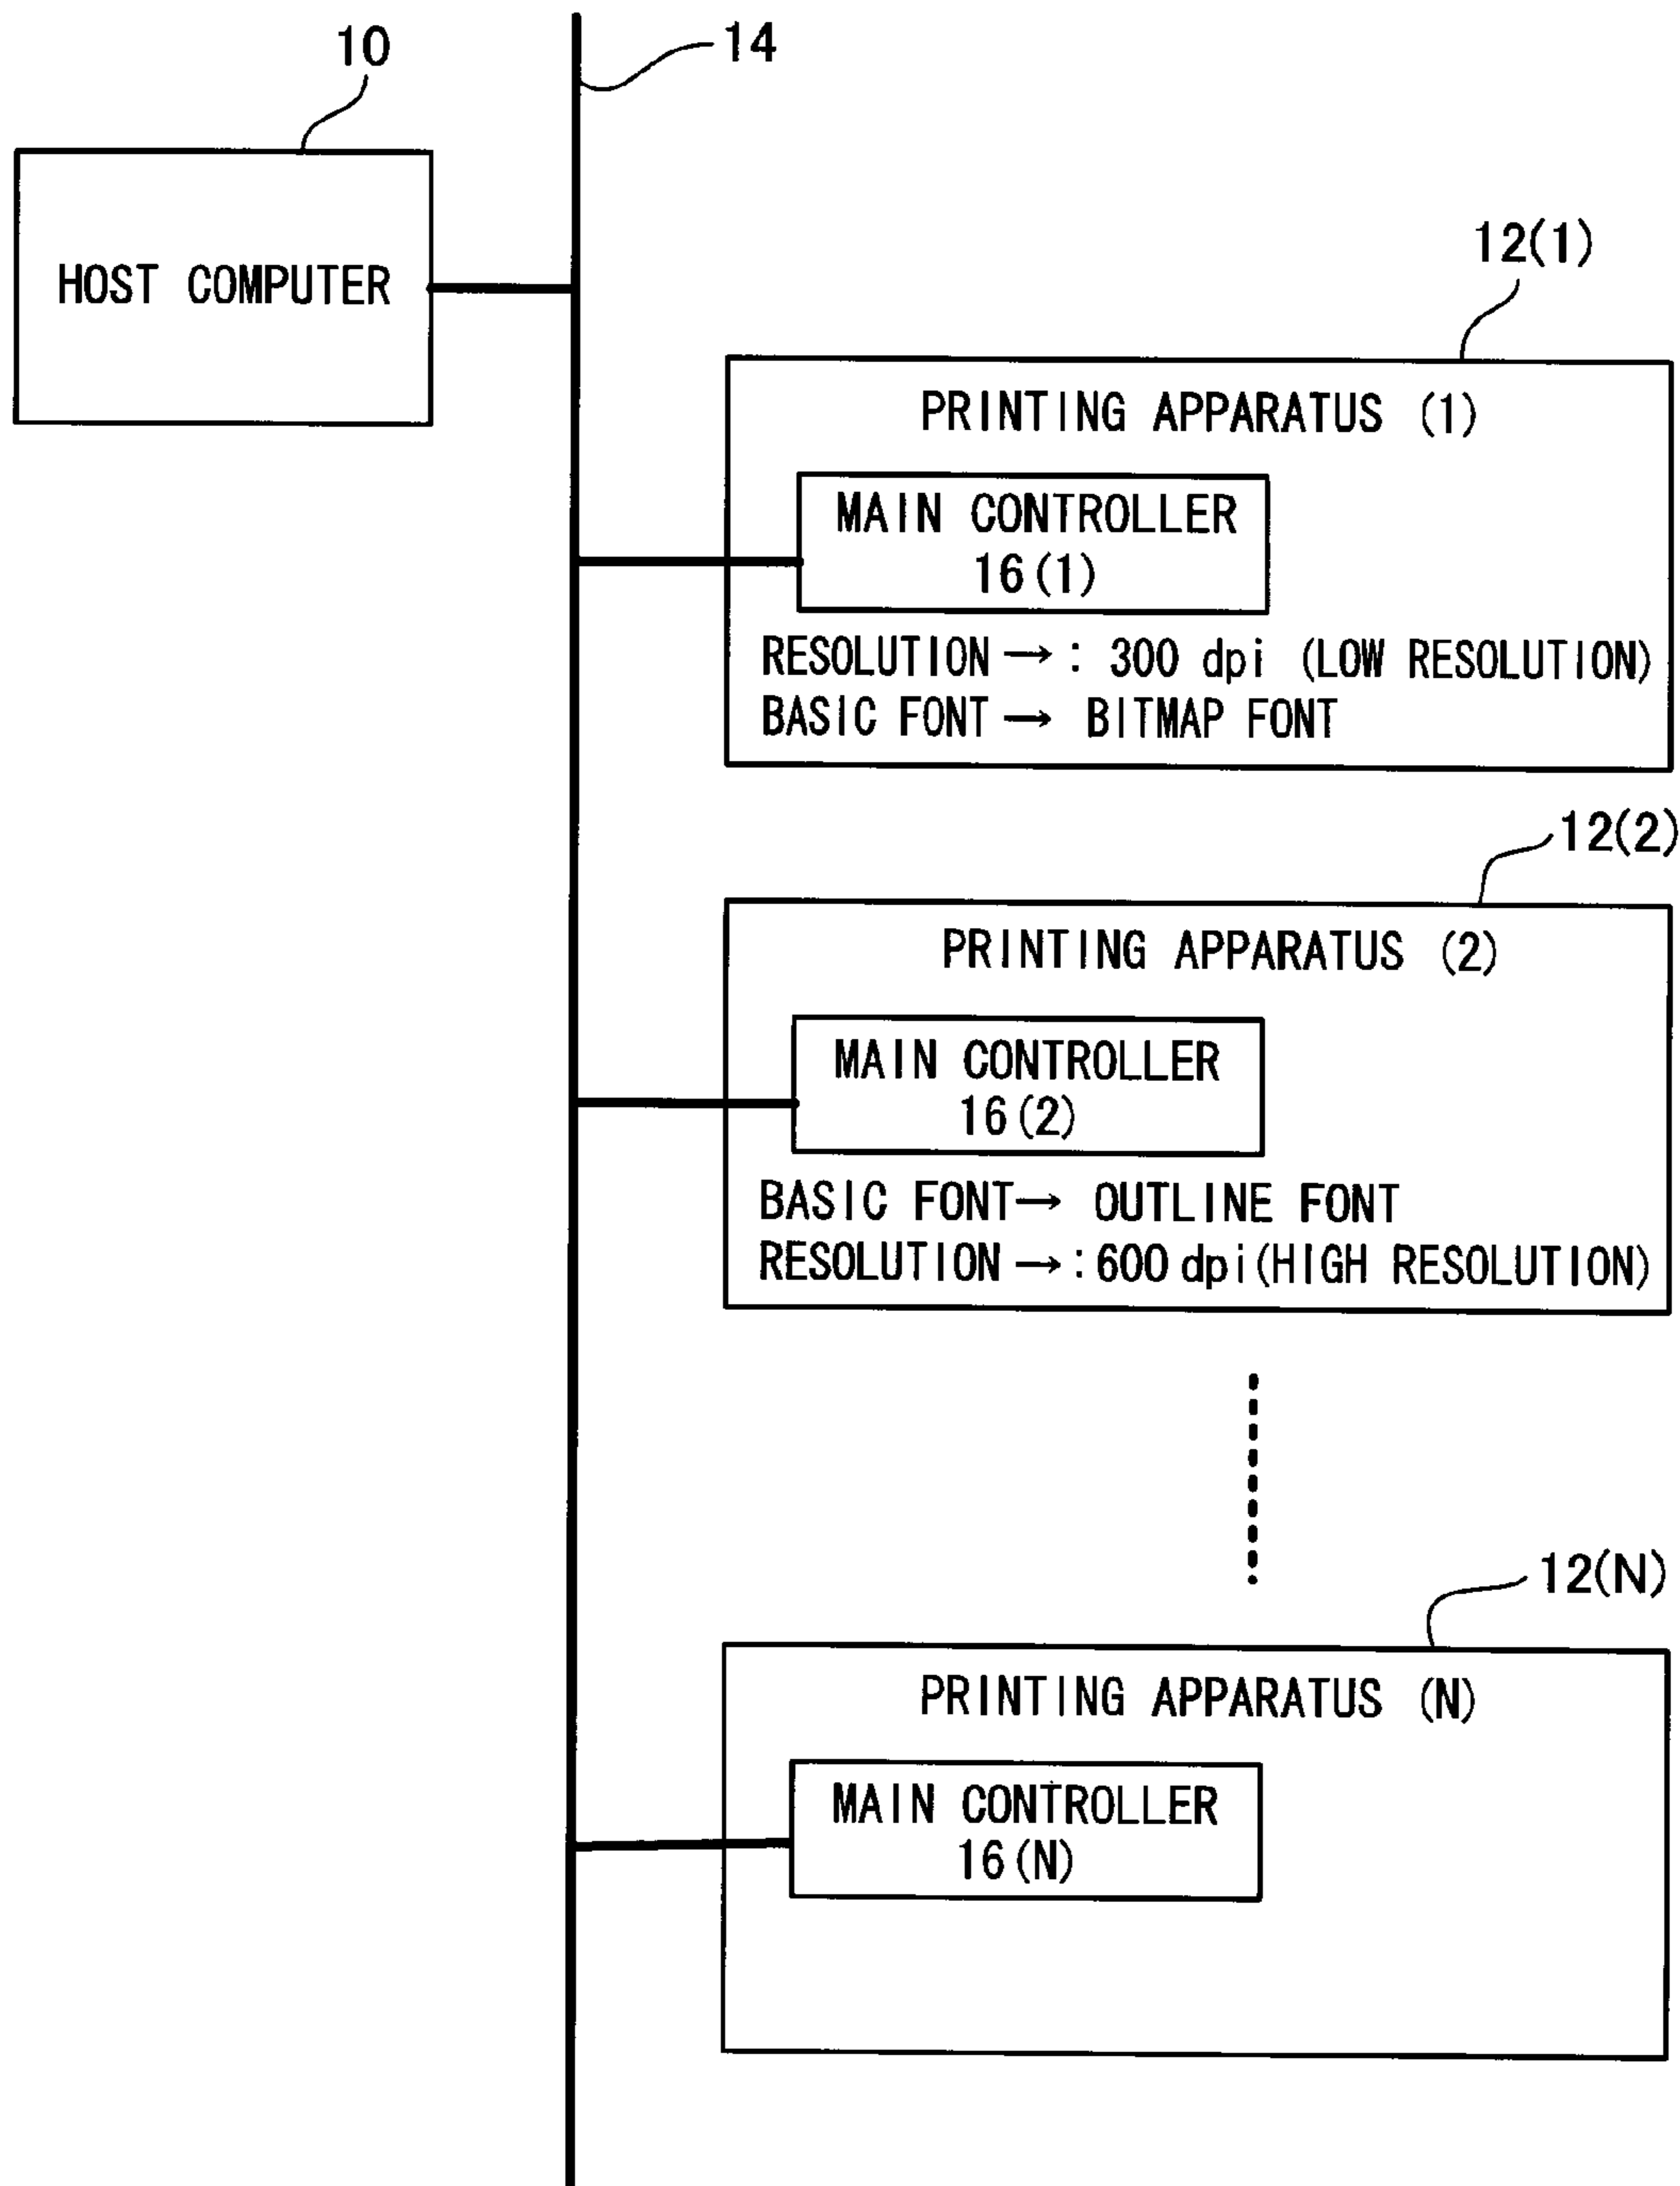 10
14
HOST COMPUTER
12(1)
PRINTING APPARATUS (1)
MAIN CONTROLLER
16(1)
RESOLUTION → : 300 dpi (LOW RESOLUTION)
BASIC FONT → BITMAP FONT
12(2)
PRINTING APPARATUS (2)
MAIN CONTROLLER
16(2)
BASIC FONT → OUTLINE FONT
RESOLUTION → : 600 dpi (HIGH RESOLUTION)
12(N)
PRINTING APPARATUS (N)
MAIN CONTROLLER
16(N)